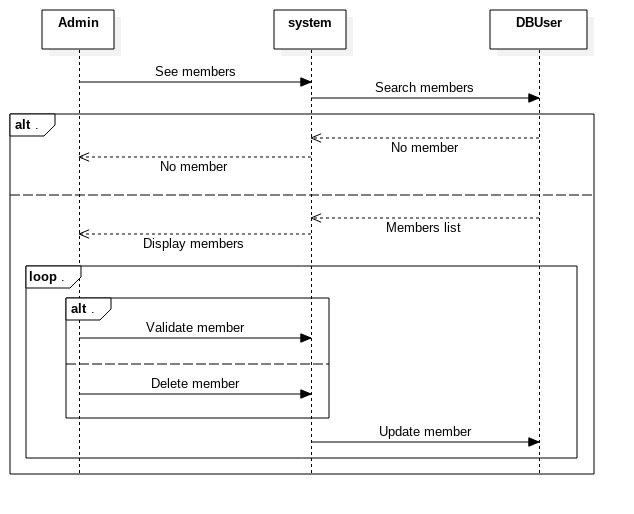 Admin
system
DBUser
See members
Search members
alt .
No member
No member
Members list
Display members
loop .
alt .
Validate member
Delete member
Update member